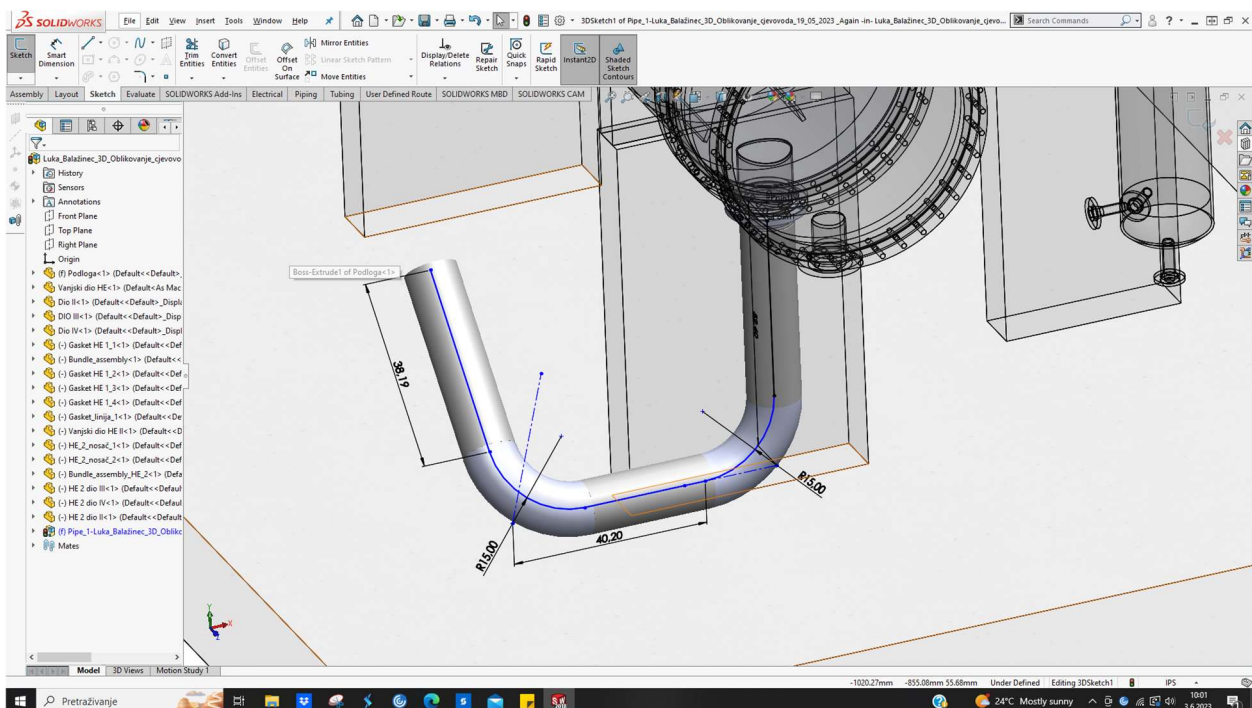 SOLIDWORKS File Edit View Insert Tools Window Help 3DSketch1 of Pipe_1-Luka_Balažinec_3D_Oblikovanje_cjevovoda_19_05_2023 _Again -in- Luka_Balažinec_3D_Oblikovanje_cjevo... Search Commands
Sketch
Smart Dimension
Trim Entities
Convert Entities
Offset Entities
Offset On Surface
Mirror Entities
Linear Sketch Pattern
Move Entities
Display/Delete Relations
Repair Sketch
Quick Snaps
Rapid Sketch
Instant2D
Shaded Sketch Contours
Assembly Layout Sketch Evaluate SOLIDWORKS Add-Ins Electrical Piping Tubing User Defined Route SOLIDWORKS MBD SOLIDWORKS CAM
Luka_Balažinec_3D_Oblikovanje_cjevovo
History
Sensors
Annotations
Front Plane
Top Plane
Right Plane
Origin
(f) Podloga<1> (Default<<Default>_
Vanjski dio HE<1> (Default<As Mac
Dio II<1> (Default<<Default>_Displa
DIO III<1> (Default<<Default>_Disp
Dio IV<1> (Default<<Default>_Displ
(-) Gasket HE 1_1<1> (Default<<Def
(-) Bundle_assembly<1> (Default<<
(-) Gasket HE 1_2<1> (Default<<Def
(-) Gasket HE 1_3<1> (Default<<Def
(-) Gasket HE 1_4<1> (Default<<Def
(-) Gasket_linija_1<1> (Default<<De
(-) Vanjski dio HE II<1> (Default<<D
(-) HE_2_nosač_1<1> (Default<<Def
(-) HE_2_nosač_2<1> (Default<<Def
(-) Bundle_assembly_HE_2<1> (Defa
(-) HE 2 dio III<1> (Default<<Defaul
(-) HE 2 dio IV<1> (Default<<Defaul
(-) HE 2 dio II<1> (Default<<Default
(f) Pipe_1-Luka_Balažinec_3D_Obliko
Mates
Boss-Extrude1 of Podloga<1>
38,19
R15,00
40,20
R15,00
Y
X
Z
Model 3D Views Motion Study 1
-1020.27mm -855.08mm 55.68mm Under Defined Editing 3DSketch1 IPS
Pretraživanje
24°C Mostly sunny
10:01
3.6.2023.